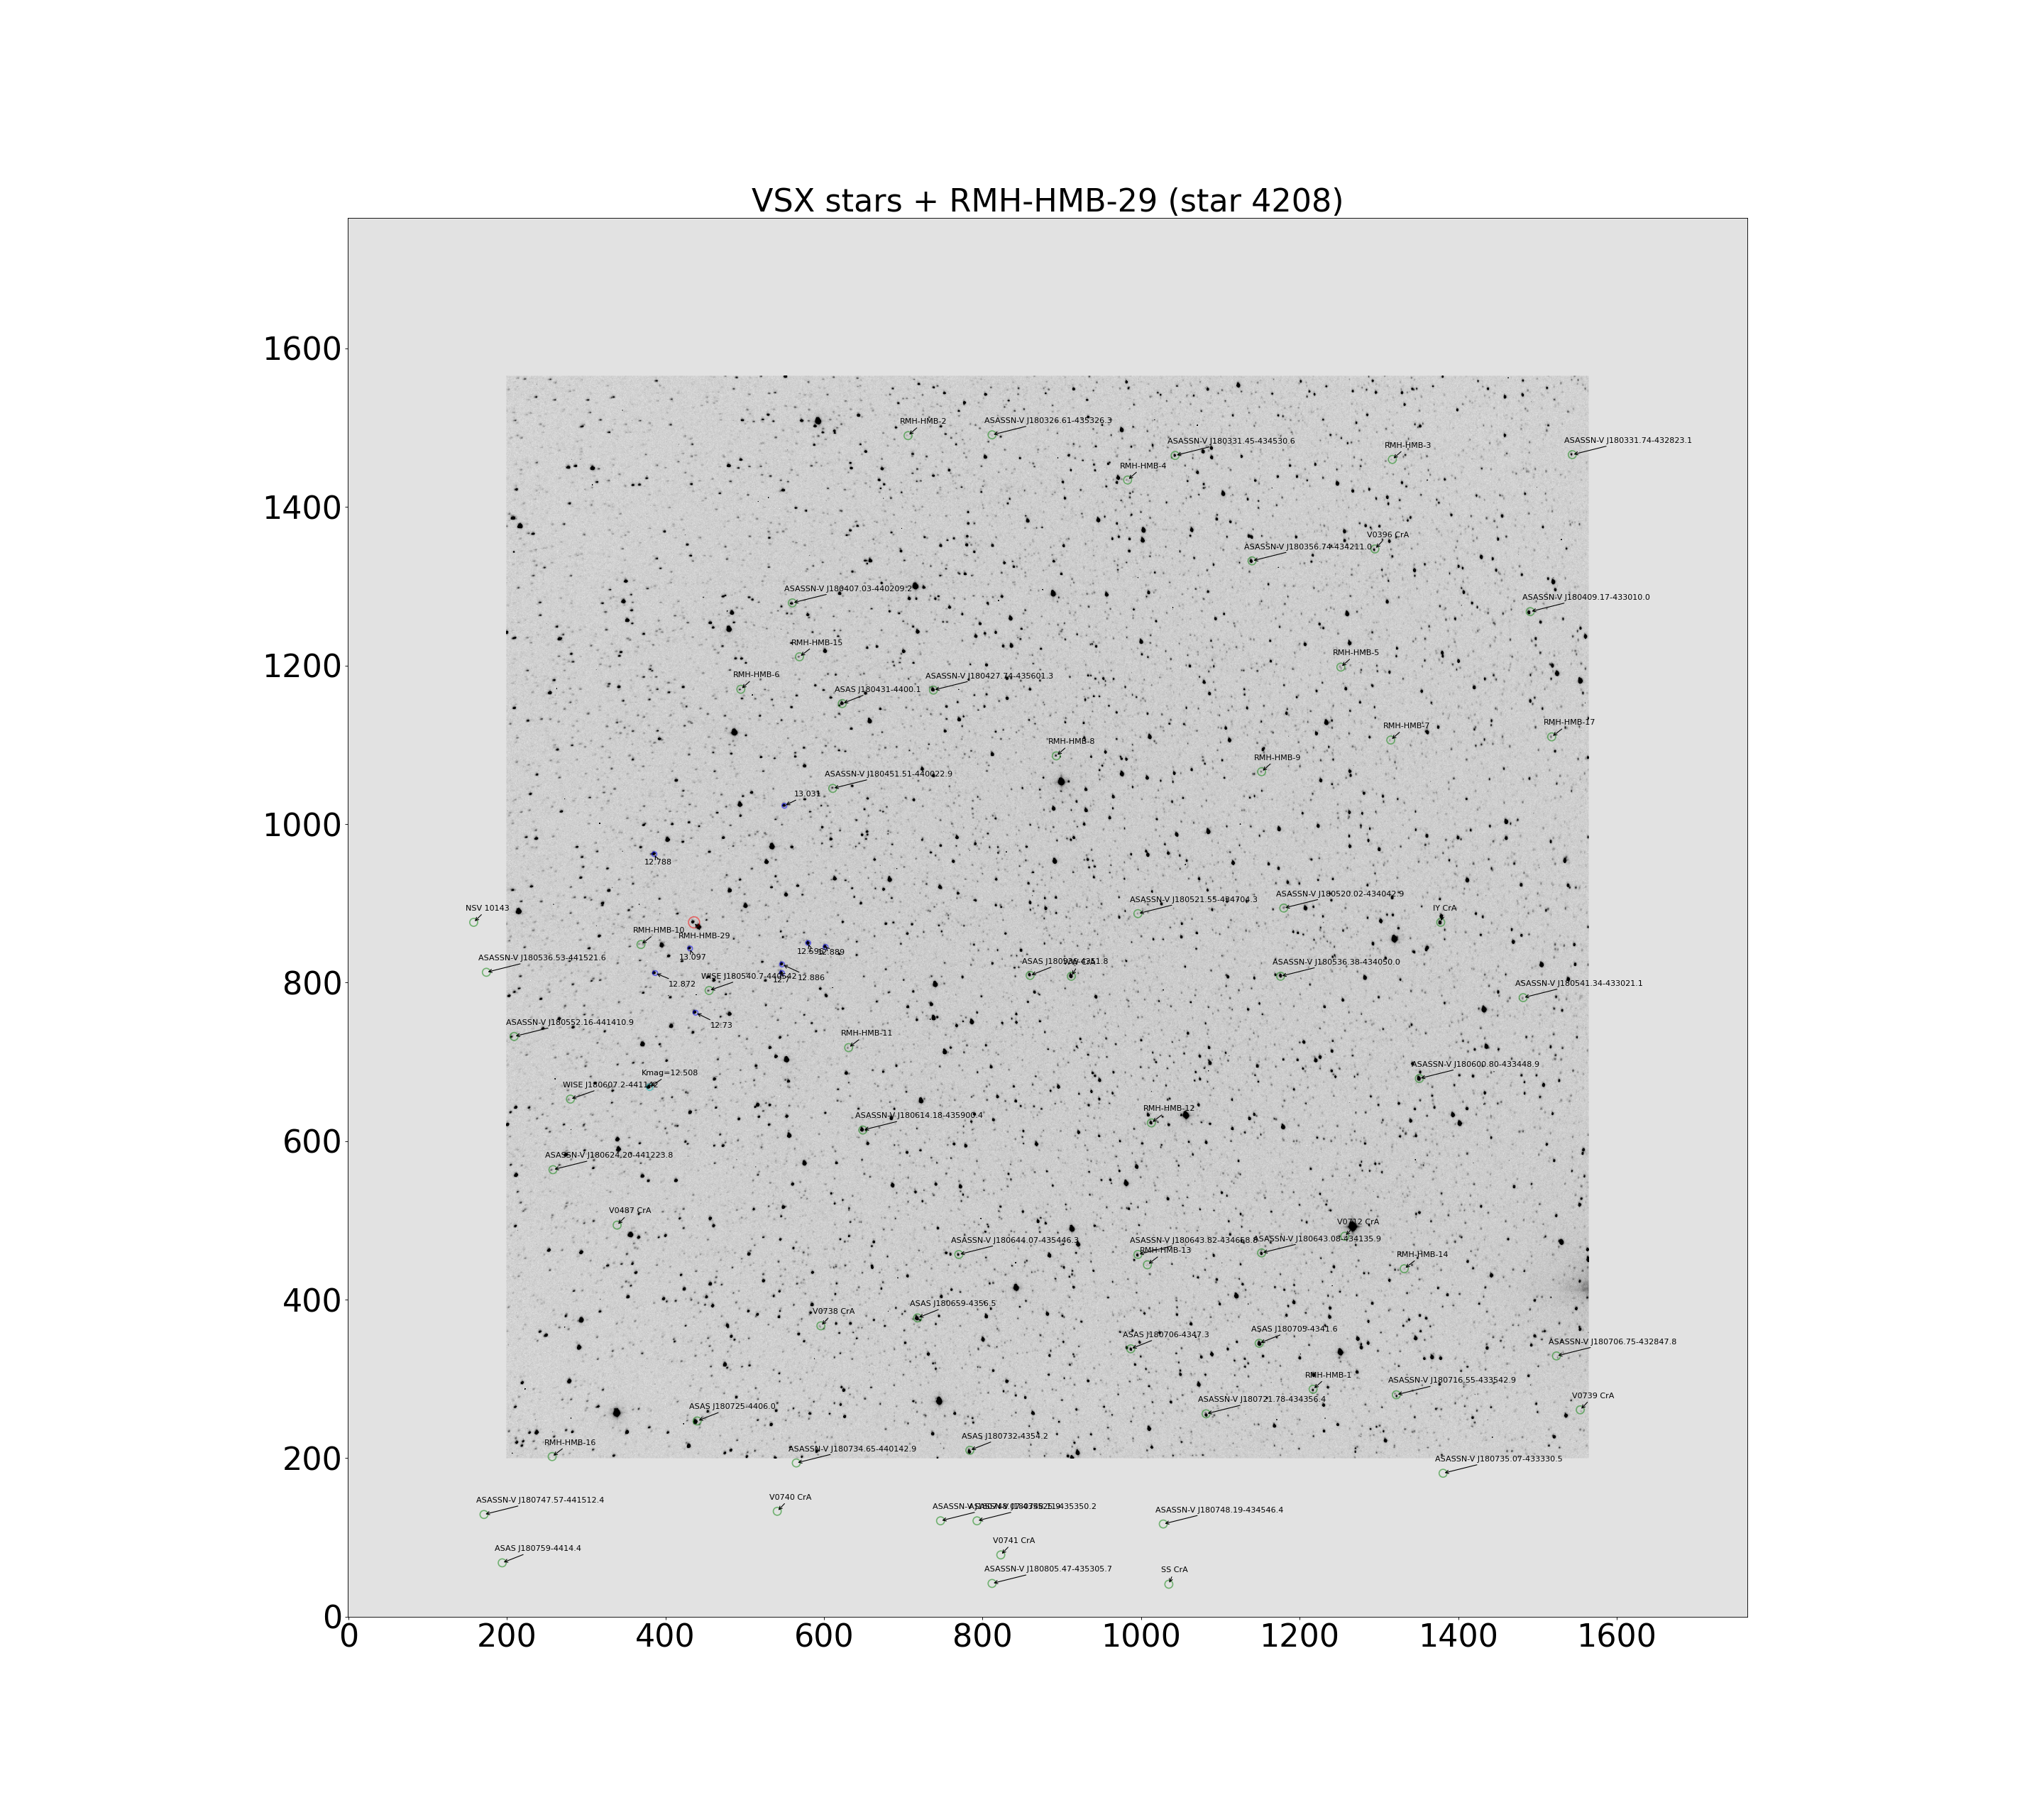 VSX stars + RMH-HMB-29 (star 4208)
1600
RMH-HMB-2
ASASSN-V J180326.61-435326.3
ASASSN-V J180331.45-434530.6
RMH-HMB-3
ASASSN-V J180331.74-432823.1
RMH-HMB-4
1400
V0396 CrA
ASASSN-V J180356.74-434211.0
ASASSN-V J180407.03-440209.2
ASASSN-V J180409.17-433010.0
RMH-HMB-15
RMH-HMB-5
1200
RMH-HMB-6
ASASSN-V J180427.74-435601.3
ASAS J180431-4400.1
RMH-HMB-17
RMH-HMB-7
RMH-HMB-8
RMH-HMB-9
ASASSN-V J180451.51-440022.9
13.031
1000
12.788
ASASSN-V J180520.02-434042.9
ASASSN-V J180521.55-434704.3
NSV 10143
IY CrA
RMH-HMB-10
RMH-HMB-29
12.889
13.097
ASASSN-V J180536.53-441521.6
ASASSN-V J180536.38-434050.0
800
12.872
12.886
ASASSN-V J180541.34-433021.1
12.73
ASASSN-V J180552.16-441410.9
RMH-HMB-11
ASASSN-V J180600.80-433448.9
Kmag=12.508
WISE J180607.2-441142
RMH-HMB-12
ASASSN-V J180614.18-435900.4
600
ASASSN-V J180624.20-441223.8
V0487 CrA
ASASSN-V J180644.07-435446.3
ASASSN-V J180643.08-434135.9
RMH-HMB-13
RMH-HMB-14
400
ASAS J180659-4356.5
V0738 CrA
ASAS J180709-4341.6
ASAS J180706-4347.3
ASASSN-V J180706.75-432847.8
RMH-HMB-1
ASASSN-V J180716.55-433542.9
V0739 CrA
ASASSN-V J180721.78-434356.4
ASAS J180725-4406.0
ASAS J180732-4354.2
RMH-HMB-16
ASASSN-V J180734.65-440142.9
200
ASASSN-V J180735.07-433330.5
V0740 CrA
ASASSN-V J180747.57-441512.4
ASASSN-V J180748.19-434546.4
V0741 CrA
ASAS J180759-4414.4
ASASSN-V J180805.47-435305.7
SS CrA
0
0 200 400 600 800 1000 1200 1400 1600